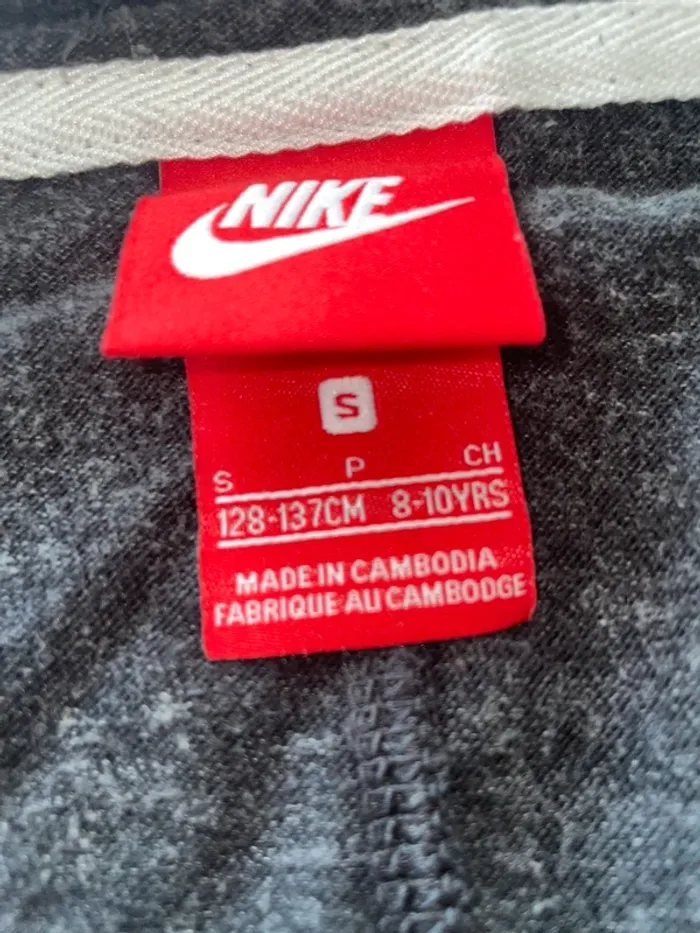 NIKE
S
S P CH
128-137CM 8-10YRS
MADE IN CAMBODIA
FABRIQUE AU CAMBODGE